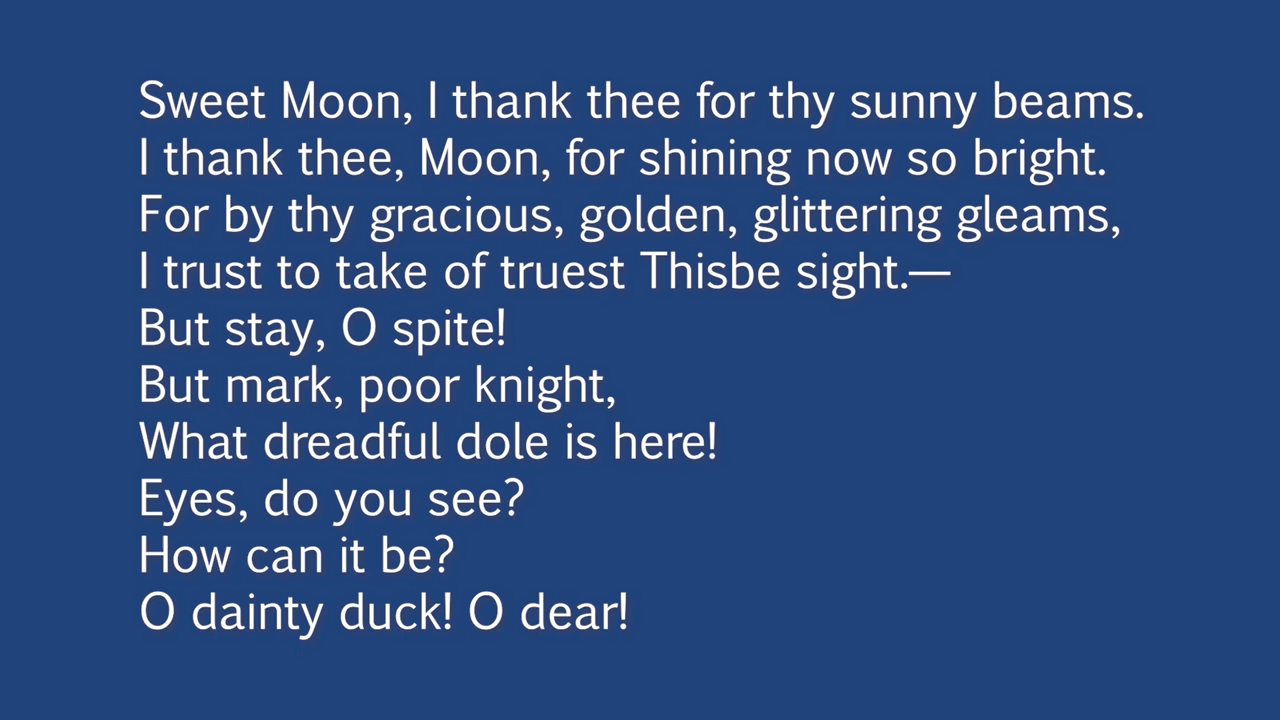 Sweet Moon, I thank thee for thy sunny beams.
I thank thee, Moon, for shining now so bright.
For by thy gracious, golden, glittering gleams,
I trust to take of truest Thisbe sight.—
But stay, O spite!
But mark, poor knight,
What dreadful dole is here!
Eyes, do you see?
How can it be?
O dainty duck! O dear!